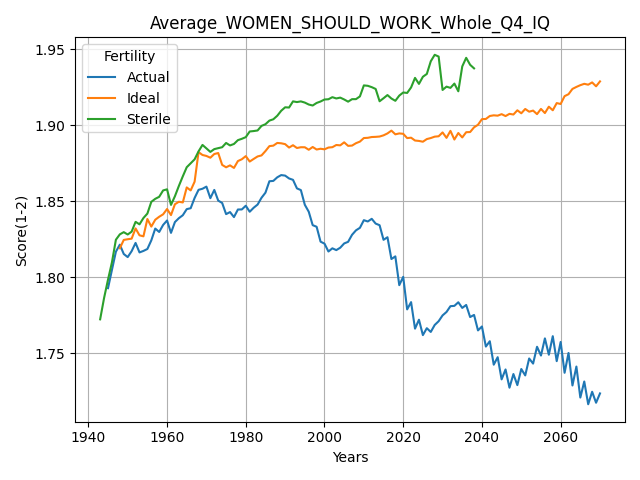 Average_WOMEN_SHOULD_WORK_Whole_Q4_IQ
Fertility
Actual
Ideal
Sterile
Score(1-2)
1.95
1.90
1.85
1.80
1.75
1940
1960
1980
2000
2020
2040
2060
Years